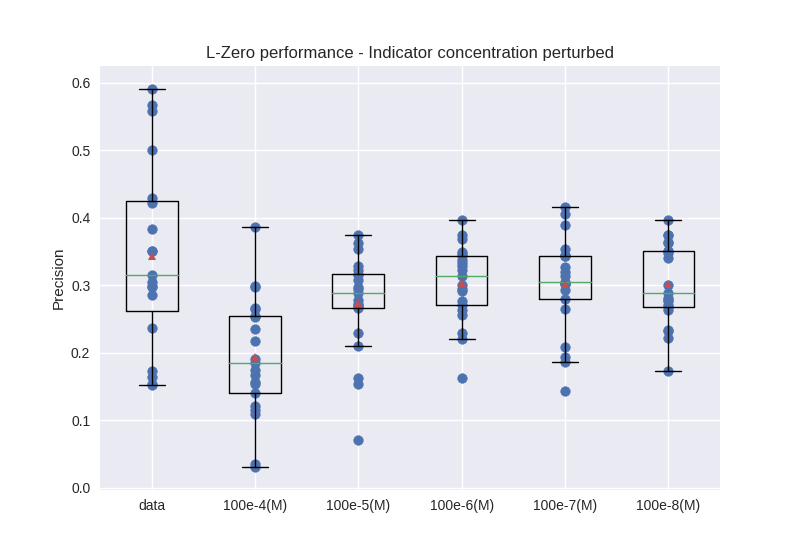 L-Zero performance - Indicator concentration perturbed
Precision
0.6
0.5
0.4
0.3
0.2
0.1
0.0
data 100e-4(M) 100e-5(M) 100e-6(M) 100e-7(M) 100e-8(M)